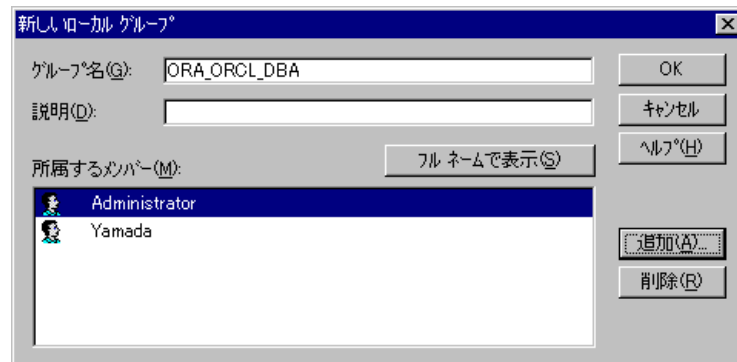 新しいﾛｰｶﾙ ｸﾞﾙｰﾌﾟ
ｸﾞﾙｰﾌﾟ名(G): ORA_ORCL_DBA
OK
説明(D):
ｷｬﾝｾﾙ
ﾍﾙﾌﾟ(H)
所属するﾒﾝﾊﾞｰ(M):
ﾌﾙ ﾈｰﾑで表示(S)
Administrator
Yamada
追加(A)...
削除(R)